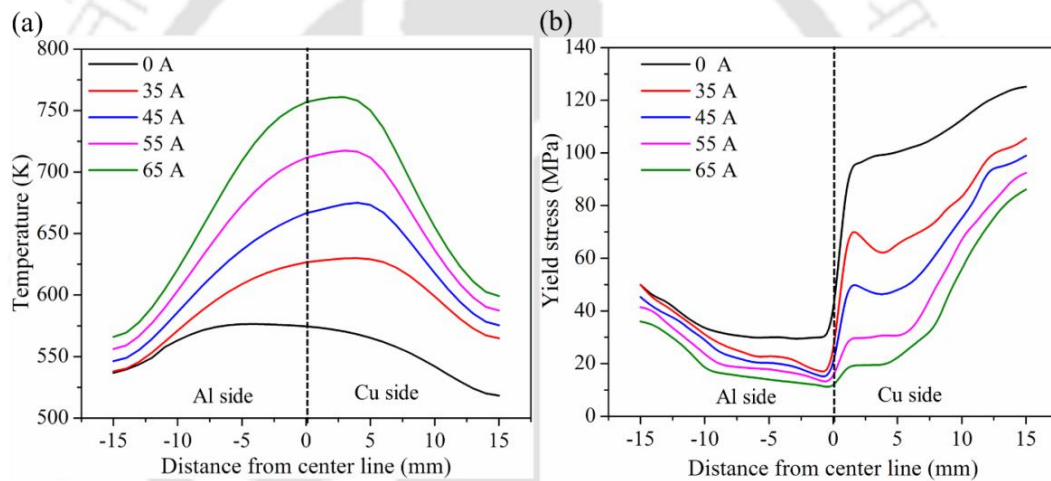 (a)
800
750
700
650
600
550
500
Temperature (K)
0 A
35 A
45 A
55 A
65 A
Al side
Cu side
-15
-10
-5
0
5
10
15
Distance from center line (mm)
(b)
140
120
100
80
60
40
20
0
Yield stress (MPa)
0 A
35 A
45 A
55 A
65 A
Al side
Cu side
-15
-10
-5
0
5
10
15
Distance from center line (mm)